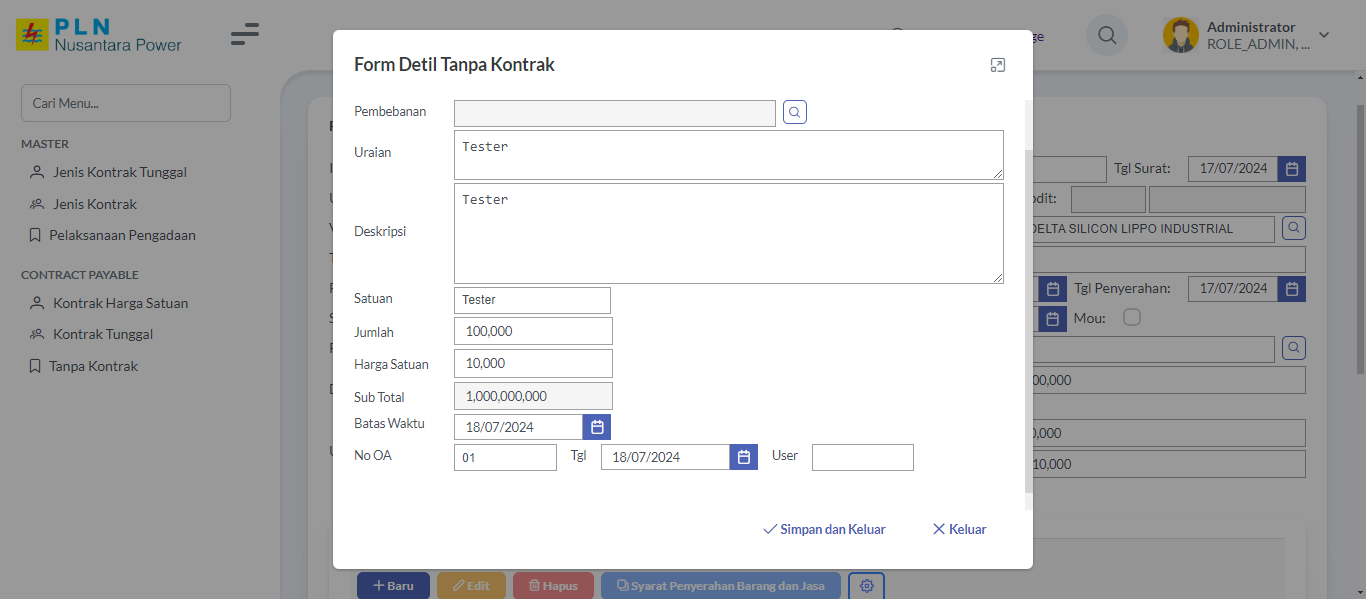 PLN
Nusantara Power
ge
Administrator
ROLE_ADMIN, ...
Cari Menu...
MASTER
Jenis Kontrak Tunggal
Jenis Kontrak
Pelaksanaan Pengadaan
CONTRACT PAYABLE
Kontrak Harga Satuan
Kontrak Tunggal
Tanpa Kontrak
Form Detil Tanpa Kontrak
Pembebanan
Uraian Tester
Deskripsi Tester
Satuan Tester
Jumlah 100,000
Harga Satuan 10,000
Sub Total 1,000,000,000
Batas Waktu 18/07/2024
No OA 01 Tgl 18/07/2024 User
Simpan dan Keluar Keluar
Tgl Surat: 17/07/2024
odit:
DELTA SILICON LIPPO INDUSTRIAL
Tgl Penyerahan: 17/07/2024
Mou:
00,000
0,000
10,000
Baru Edit Hapus Syarat Penyerahan Barang dan Jasa